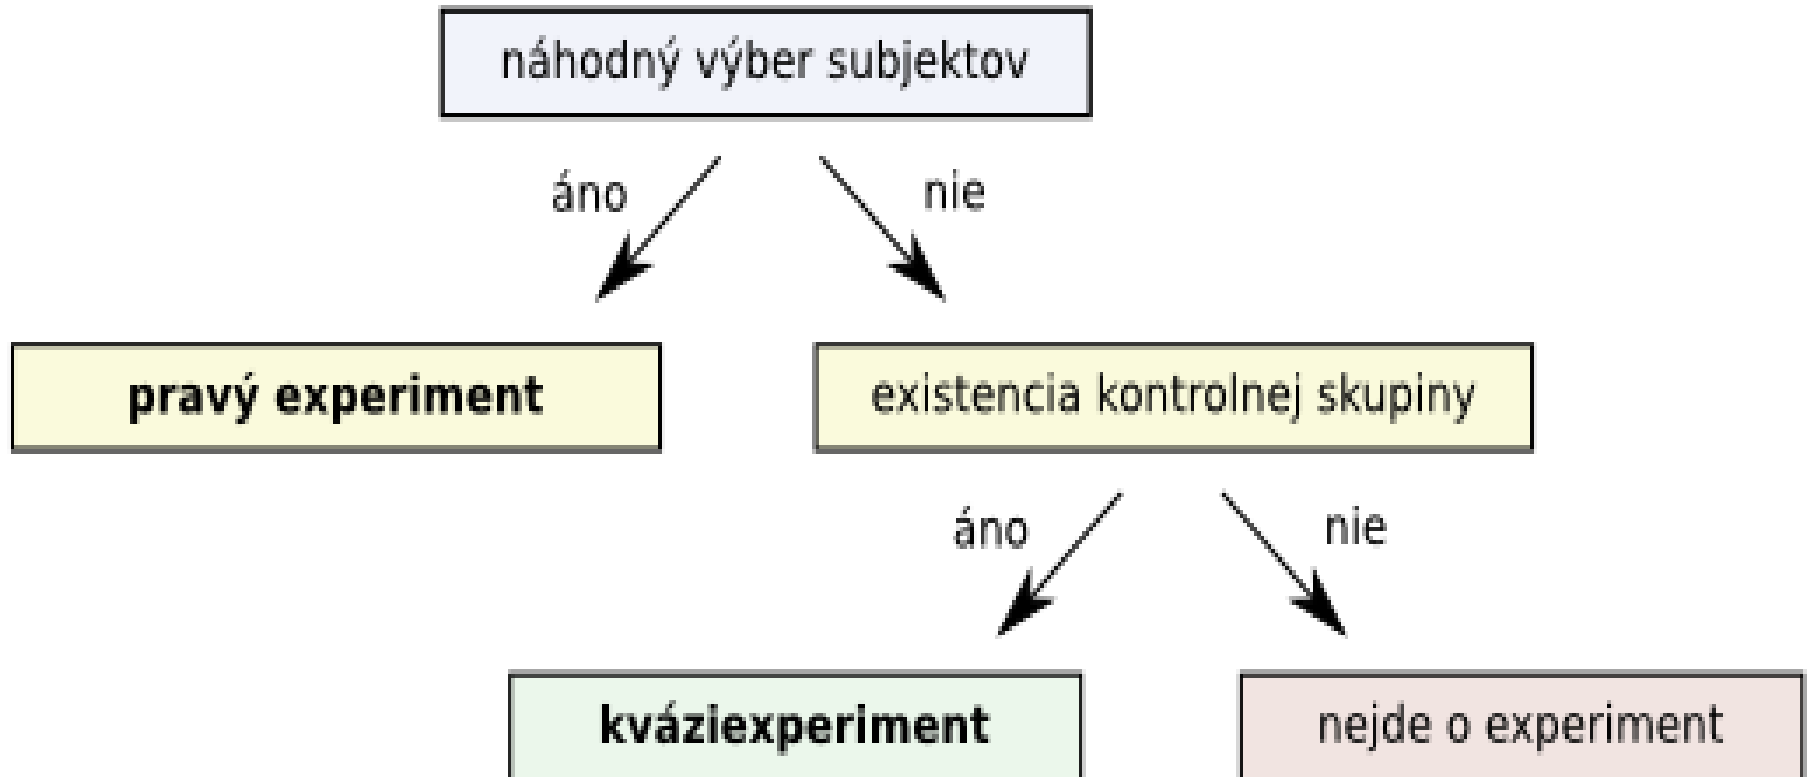 náhodný výber subjektov
áno
nie
pravý experiment
existencia kontrolnej skupiny
áno
nie
kváziexperiment
nejde o experiment